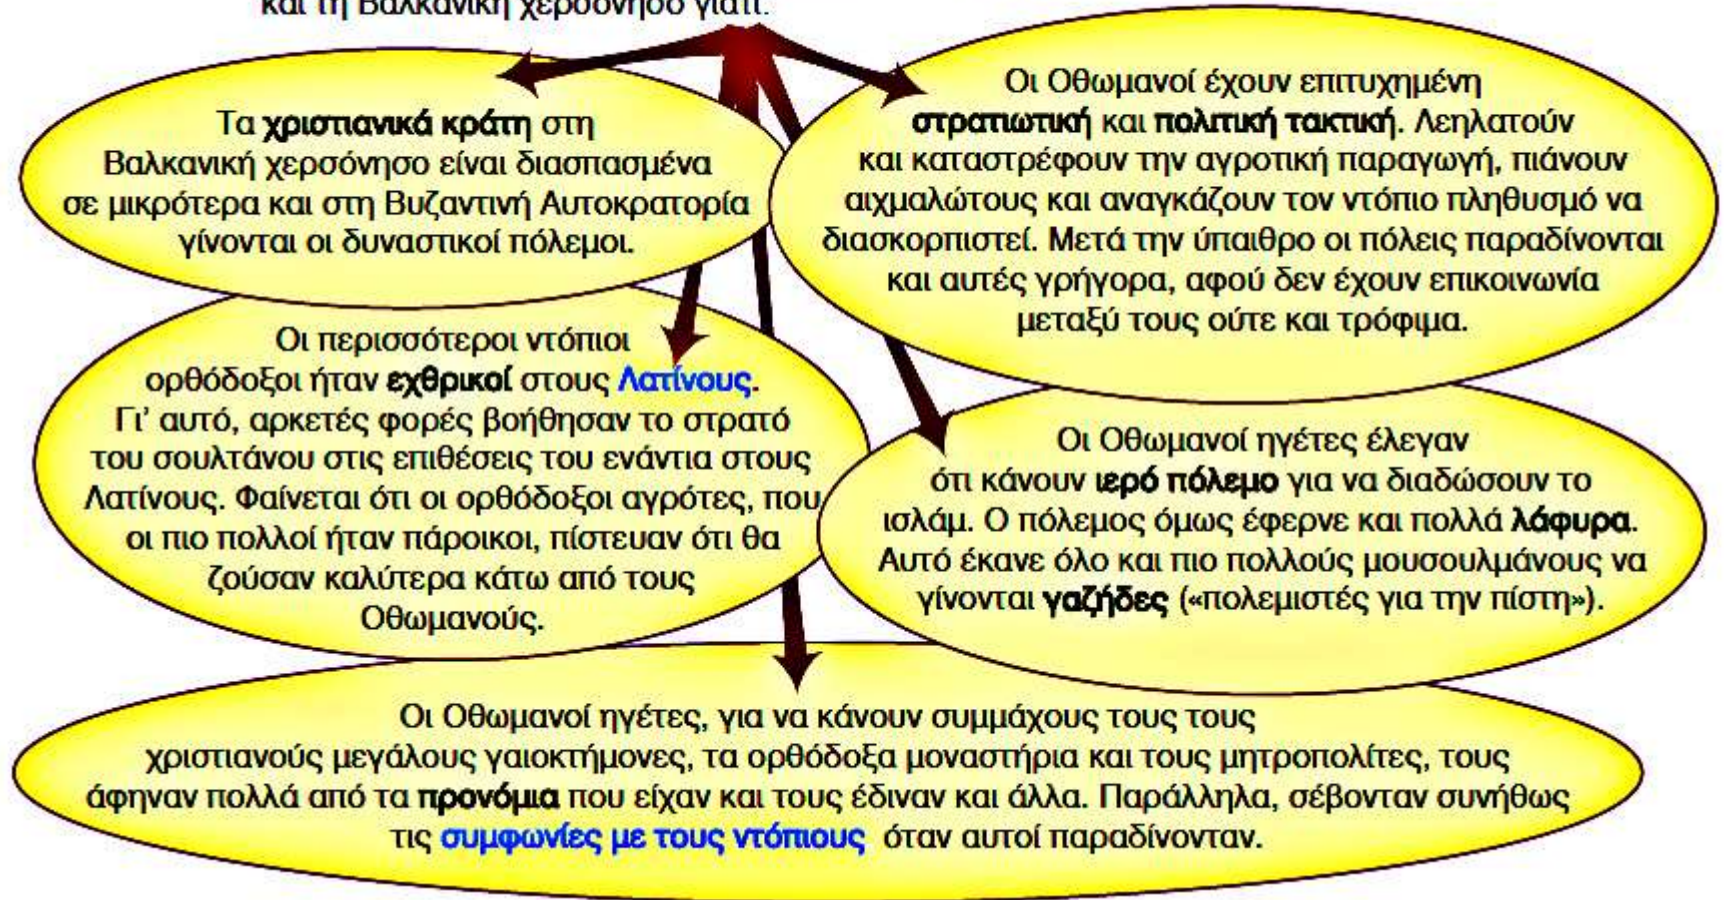 και τη Βαλκανική χερσόνησο γιατί:
Τα χριστιανικά κράτη στη
Βαλκανική χερσόνησο είναι διασπασμένα
σε μικρότερα και στη Βυζαντινή Αυτοκρατορία
γίνονται οι δυναστικοί πόλεμοι.
Οι Οθωμανοί έχουν επιτυχημένη
στρατιωτική και πολιτική τακτική. Λεηλατούν
και καταστρέφουν την αγροτική παραγωγή, πιάνουν
αιχμαλώτους και αναγκάζουν τον ντόπιο πληθυσμό να
διασκορπιστεί. Μετά την ύπαιθρο οι πόλεις παραδίνονται
και αυτές γρήγορα, αφού δεν έχουν επικοινωνία
μεταξύ τους ούτε και τρόφιμα.
Οι περισσότεροι ντόπιοι
ορθόδοξοι ήταν εχθρικοί στους Λατίνους.
Γι' αυτό, αρκετές φορές βοήθησαν το στρατό
του σουλτάνου στις επιθέσεις του ενάντια στους
Λατίνους. Φαίνεται ότι οι ορθόδοξοι αγρότες, που
οι πιο πολλοί ήταν πάροικοι, πίστευαν ότι θα
ζούσαν καλύτερα κάτω από τους
Οθωμανούς.
Οι Οθωμανοί ηγέτες έλεγαν
ότι κάνουν ιερό πόλεμο για να διαδώσουν το
ισλάμ. Ο πόλεμος όμως έφερνε και πολλά λάφυρα.
Αυτό έκανε όλο και πιο πολλούς μουσουλμάνους να
γίνονται γαζήδες («πολεμιστές για την πίστη»).
Οι Οθωμανοί ηγέτες, για να κάνουν συμμάχους τους τους
χριστιανούς μεγάλους γαιοκτήμονες, τα ορθόδοξα μοναστήρια και τους μητροπολίτες, τους
άφηναν πολλά από τα προνόμια που είχαν και τους έδιναν και άλλα. Παράλληλα, σέβονταν συνήθως
τις συμφωνίες με τους ντόπιους όταν αυτοί παραδίνονταν.